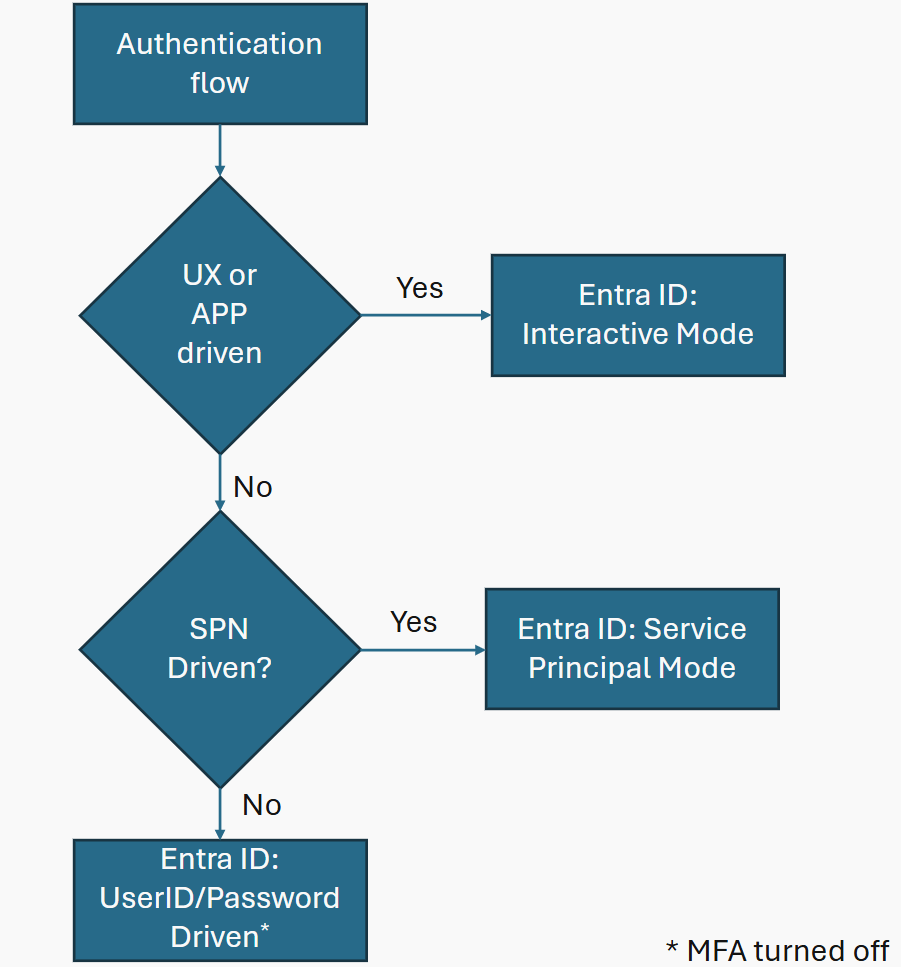 Authentication
flow
UX or
APP
driven
Yes
Entra ID:
Interactive Mode
No
SPN
Driven?
Yes
Entra ID: Service
Principal Mode
No
Entra ID:
UserID/Password
Driven*
* MFA turned off